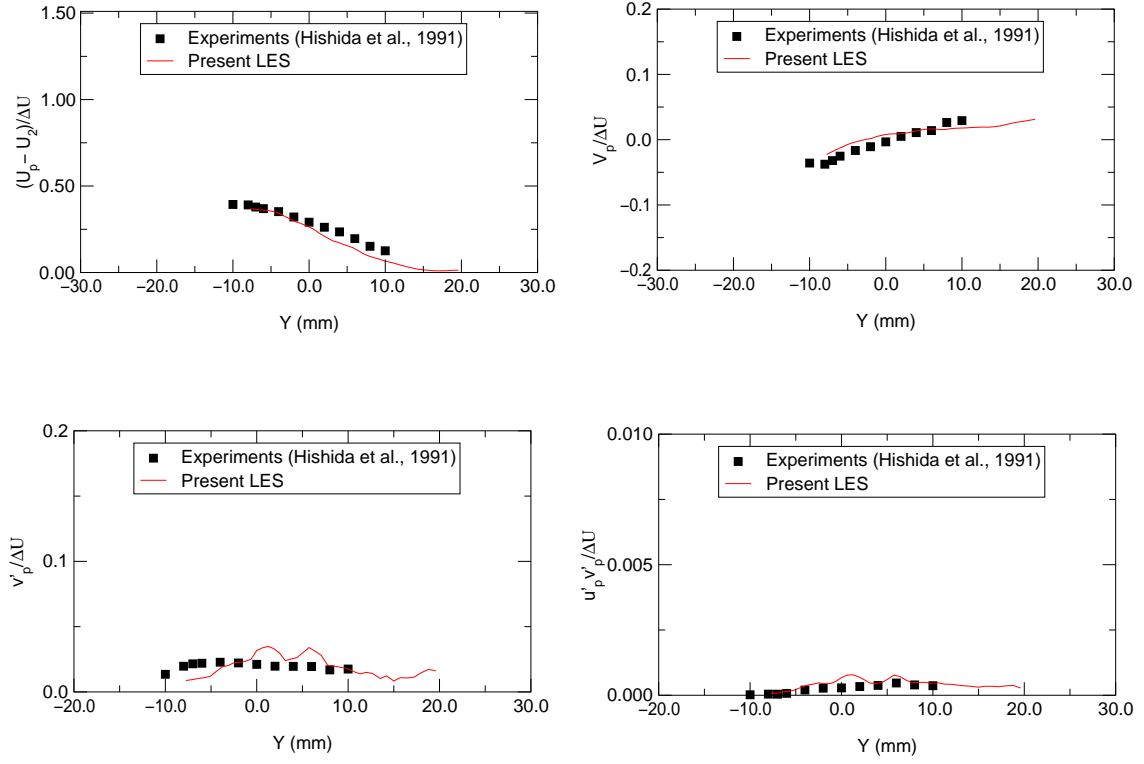 1.50
1.00
0.50
0.00
(U_p − U_2)/ΔU
Experiments (Hishida et al., 1991)
Present LES
−30.0 −20.0 −10.0 0.0 10.0 20.0 30.0
Y (mm)
0.2
0.1
0.0
−0.1
−0.2
V_p/ΔU
Experiments (Hishida et al., 1991)
Present LES
−30.0 −20.0 −10.0 0.0 10.0 20.0 30.0
Y (mm)
0.2
0.1
0.0
v'_p/ΔU
Experiments (Hishida et al., 1991)
Present LES
−20.0 −10.0 0.0 10.0 20.0 30.0
Y (mm)
0.010
0.005
0.000
u'_p v'_p/ΔU
Experiments (Hishida et al., 1991)
Present LES
−20.0 −10.0 0.0 10.0 20.0 30.0
Y (mm)